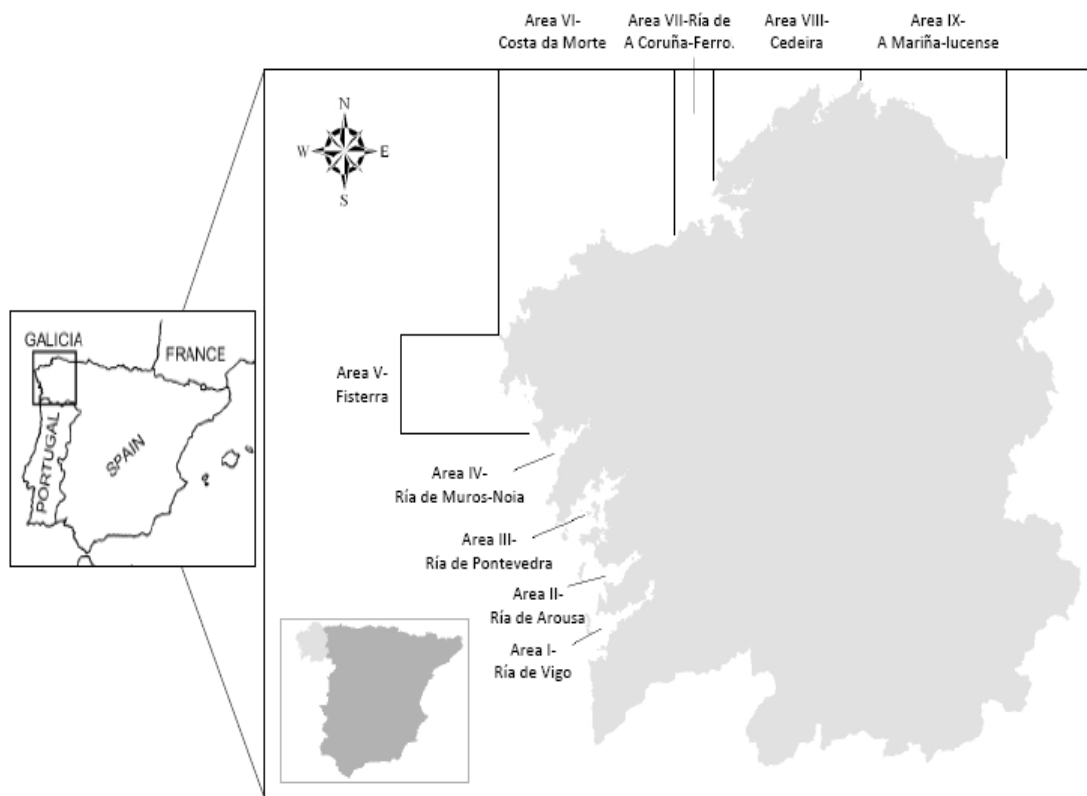 Area VI-
Costa da Morte
Area VII-Ría de
A Coruña-Ferro.
Area VIII-
Cedeira
Area IX-
A Mariña-lucense
N
W
E
S
GALICIA
FRANCE
PORTUGAL
SPAIN
Area V-
Fisterra
Area IV-
Ría de Muros-Noia
Area III-
Ría de Pontevedra
Area II-
Ría de Arousa
Area I-
Ría de Vigo